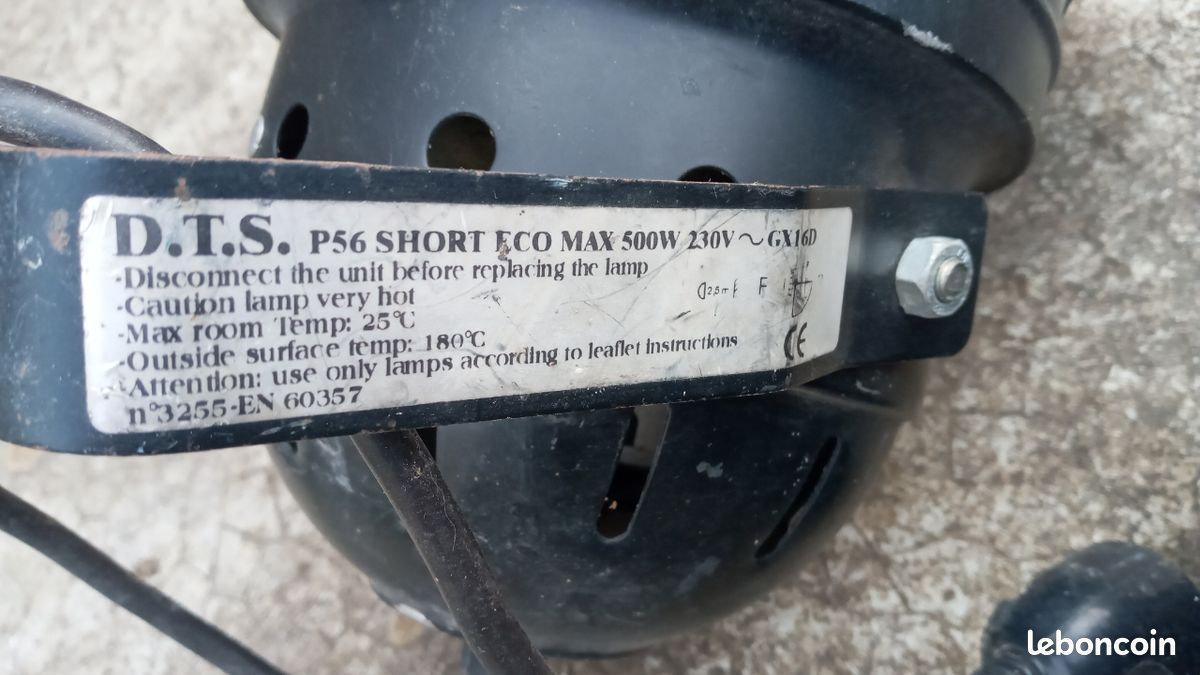 D.T.S. P56 SHORT ECO MAX 500W 230V ~ GX16D
-Disconnect the unit before replacing the lamp
-Caution lamp very hot
-Max room Temp: 25°C
-Outside surface temp: 180°C
-Attention: use only lamps according to leaflet instructions
n°3255-EN 60357
F
CE
leboncoin